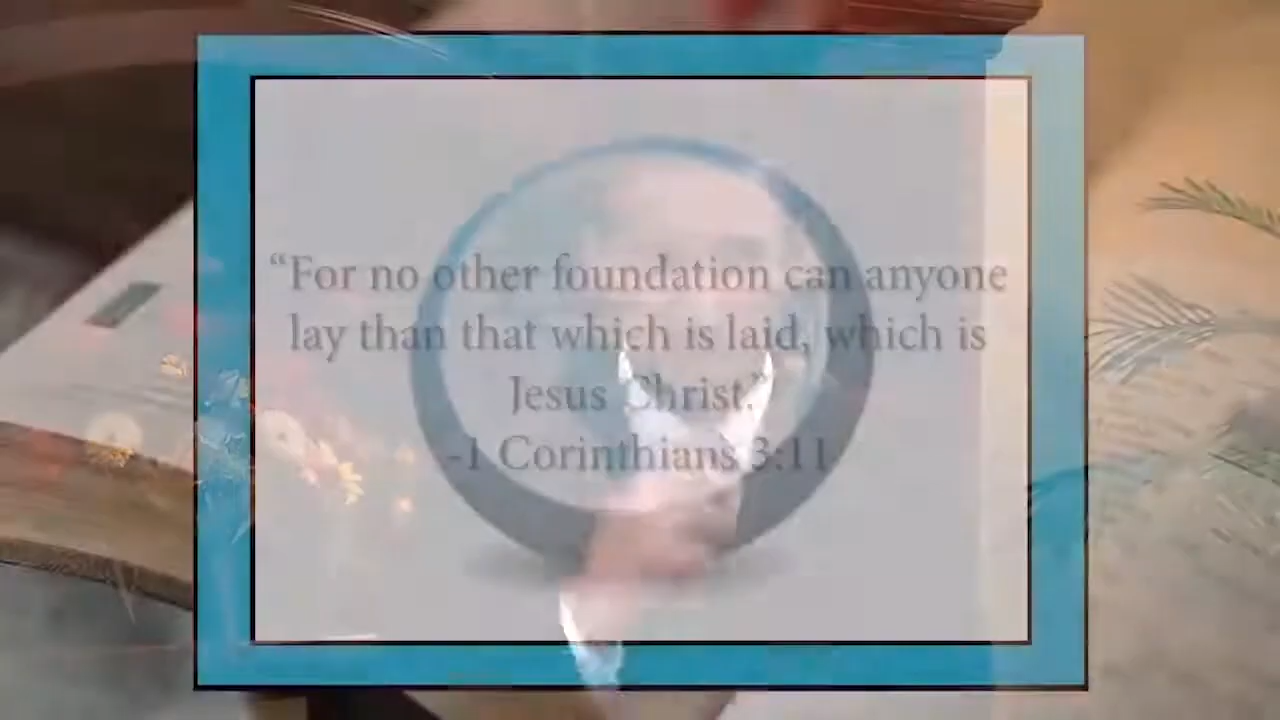 “For no other foundation can anyone
lay than that which is laid, which is
Jesus Christ.”
-1 Corinthians 3:11